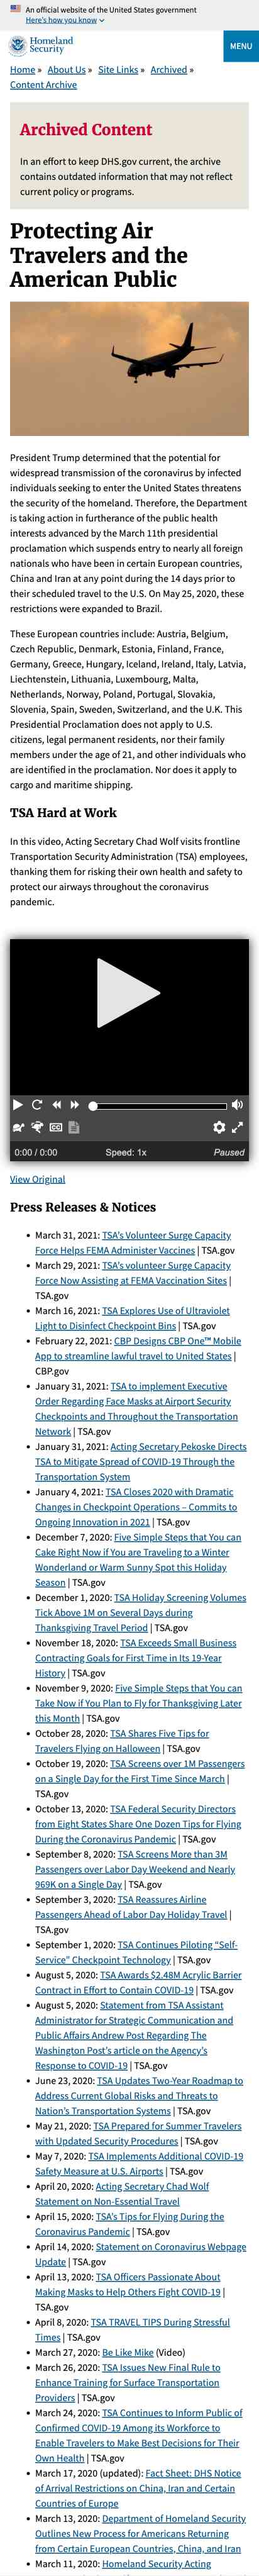 An official website of the United States government
Here's how you know
Homeland
Security
MENU
Home » About Us » Site Links » Archived »
Content Archive
Archived Content
In an effort to keep DHS.gov current, the archive
contains outdated information that may not reflect
current policy or programs.
Protecting Air
Travelers and the
American Public
President Trump determined that the potential for
widespread transmission of the coronavirus by infected
individuals seeking to enter the United States threatens
the security of the homeland. Therefore, the Department
is taking action in furtherance of the public health
interests advanced by the March 11th presidential
proclamation which suspends entry to nearly all foreign
nationals who have been in certain European countries,
China and Iran at any point during the 14 days prior to
their scheduled travel to the U.S. On May 25, 2020, these
restrictions were expanded to Brazil.
These European countries include: Austria, Belgium,
Czech Republic, Denmark, Estonia, Finland, France,
Germany, Greece, Hungary, Iceland, Ireland, Italy, Latvia,
Liechtenstein, Lithuania, Luxembourg, Malta,
Netherlands, Norway, Poland, Portugal, Slovakia,
Slovenia, Spain, Sweden, Switzerland, and the U.K. This
Presidential Proclamation does not apply to U.S.
citizens, legal permanent residents, nor their family
members under the age of 21, and other individuals who
are identified in the proclamation. Nor does it apply to
cargo and maritime shipping.
TSA Hard at Work
In this video, Acting Secretary Chad Wolf visits frontline
Transportation Security Administration (TSA) employees,
thanking them for risking their own health and safety to
protect our airways throughout the coronavirus
pandemic.
0:00 / 0:00 Speed: 1x Paused
View Original
Press Releases & Notices
March 31, 2021: TSA's Volunteer Surge Capacity
Force Helps FEMA Administer Vaccines | TSA.gov
March 29, 2021: TSA's volunteer Surge Capacity
Force Now Assisting at FEMA Vaccination Sites |
TSA.gov
March 16, 2021: TSA Explores Use of Ultraviolet
Light to Disinfect Checkpoint Bins | TSA.gov
February 22, 2021: CBP Designs CBP One™ Mobile
App to streamline lawful travel to United States |
CBP.gov
January 31, 2021: TSA to implement Executive
Order Regarding Face Masks at Airport Security
Checkpoints and Throughout the Transportation
Network | TSA.gov
January 31, 2021: Acting Secretary Pekoske Directs
TSA to Mitigate Spread of COVID-19 Through the
Transportation System
January 4, 2021: TSA Closes 2020 with Dramatic
Changes in Checkpoint Operations – Commits to
Ongoing Innovation in 2021 | TSA.gov
December 7, 2020: Five Simple Steps that You can
Cake Right Now if You are Traveling to a Winter
Wonderland or Warm Sunny Spot this Holiday
Season | TSA.gov
December 1, 2020: TSA Holiday Screening Volumes
Tick Above 1M on Several Days during
Thanksgiving Travel Period | TSA.gov
November 18, 2020: TSA Exceeds Small Business
Contracting Goals for First Time in Its 19-Year
History | TSA.gov
November 9, 2020: Five Simple Steps that You can
Take Now if You Plan to Fly for Thanksgiving Later
this Month | TSA.gov
October 28, 2020: TSA Shares Five Tips for
Travelers Flying on Halloween | TSA.gov
October 19, 2020: TSA Screens over 1M Passengers
on a Single Day for the First Time Since March |
TSA.gov
October 13, 2020: TSA Federal Security Directors
from Eight States Share One Dozen Tips for Flying
During the Coronavirus Pandemic | TSA.gov
September 8, 2020: TSA Screens More than 3M
Passengers over Labor Day Weekend and Nearly
969K on a Single Day | TSA.gov
September 3, 2020: TSA Reassures Airline
Passengers Ahead of Labor Day Holiday Travel |
TSA.gov
September 1, 2020: TSA Continues Piloting "Self-
Service" Checkpoint Technology | TSA.gov
August 5, 2020: TSA Awards $2.48M Acrylic Barrier
Contract in Effort to Contain COVID-19 | TSA.gov
August 5, 2020: Statement from TSA Assistant
Administrator for Strategic Communication and
Public Affairs Andrew Post Regarding The
Washington Post's article on the Agency's
Response to COVID-19 | TSA.gov
June 23, 2020: TSA Updates Two-Year Roadmap to
Address Current Global Risks and Threats to
Nation's Transportation Systems | TSA.gov
May 21, 2020: TSA Prepared for Summer Travelers
with Updated Security Procedures | TSA.gov
May 7, 2020: TSA Implements Additional COVID-19
Safety Measure at U.S. Airports | TSA.gov
April 20, 2020: Acting Secretary Chad Wolf
Statement on Non-Essential Travel
April 15, 2020: TSA's Tips for Flying During the
Coronavirus Pandemic | TSA.gov
April 14, 2020: Statement on Coronavirus Webpage
Update | TSA.gov
April 13, 2020: TSA Officers Passionate About
Making Masks to Help Others Fight COVID-19 |
TSA.gov
April 8, 2020: TSA TRAVEL TIPS During Stressful
Times | TSA.gov
March 27, 2020: Be Like Mike (Video)
March 26, 2020: TSA Issues New Final Rule to
Enhance Training for Surface Transportation
Providers | TSA.gov
March 24, 2020: TSA Continues to Inform Public of
Confirmed COVID-19 Among its Workforce to
Enable Travelers to Make Best Decisions for Their
Own Health | TSA.gov
March 17, 2020 (updated): Fact Sheet: DHS Notice
of Arrival Restrictions on China, Iran and Certain
Countries of Europe
March 13, 2020: Department of Homeland Security
Outlines New Process for Americans Returning
from Certain European Countries, China, and Iran
March 11, 2020: Homeland Security Acting